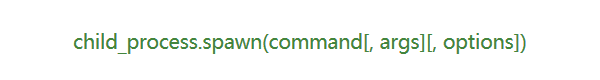 child_process.spawn(command[, args][, options])